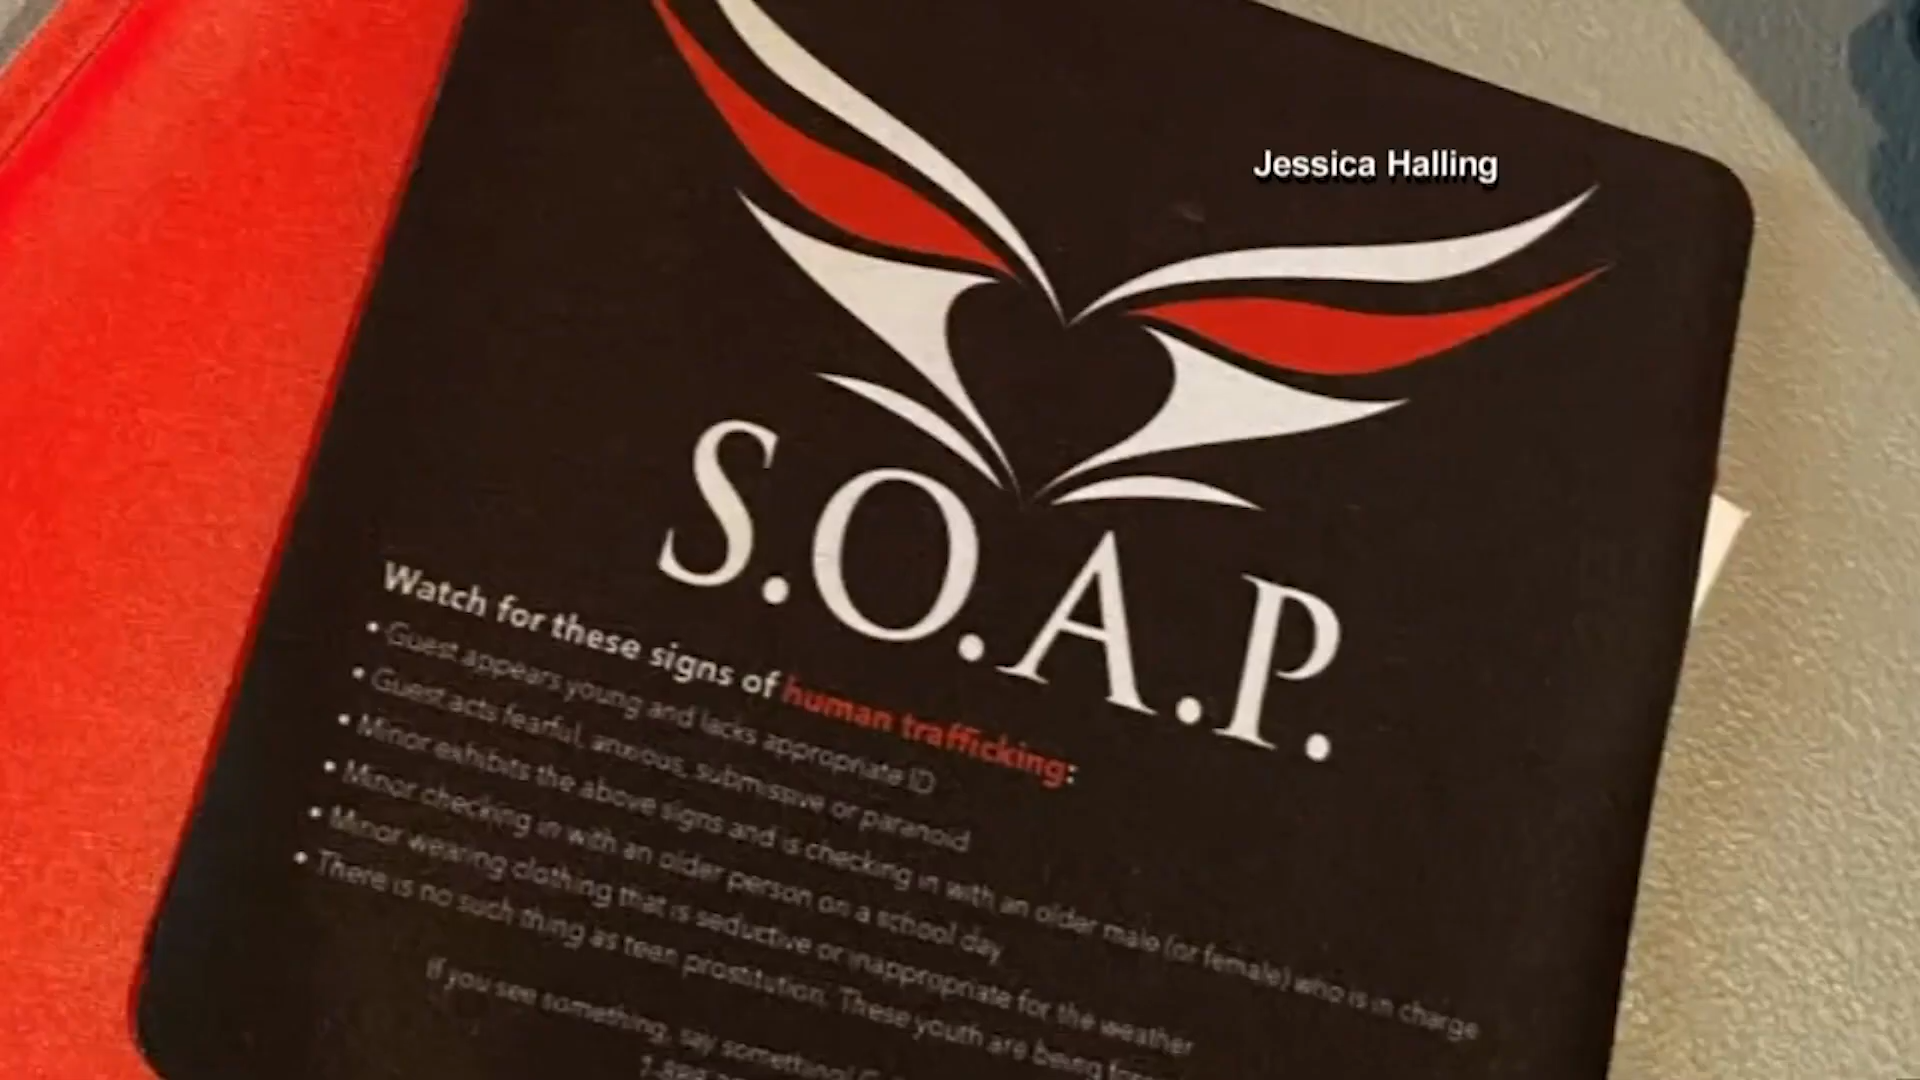 Jessica Halling
S.O.A.P.
Watch for these signs of human trafficking:
• Guest appears young and lacks appropriate ID
• Guest acts fearful, anxious, submissive or paranoid
• Minor exhibits the above signs and is checking in with an older male (or female) who is in charge
• Minor checking in with an older person on a school day
• Minor wearing clothing that is seductive or inappropriate for the weather
• There is no such thing as teen prostitution. These youth are being
If you see something, say something!
1-888